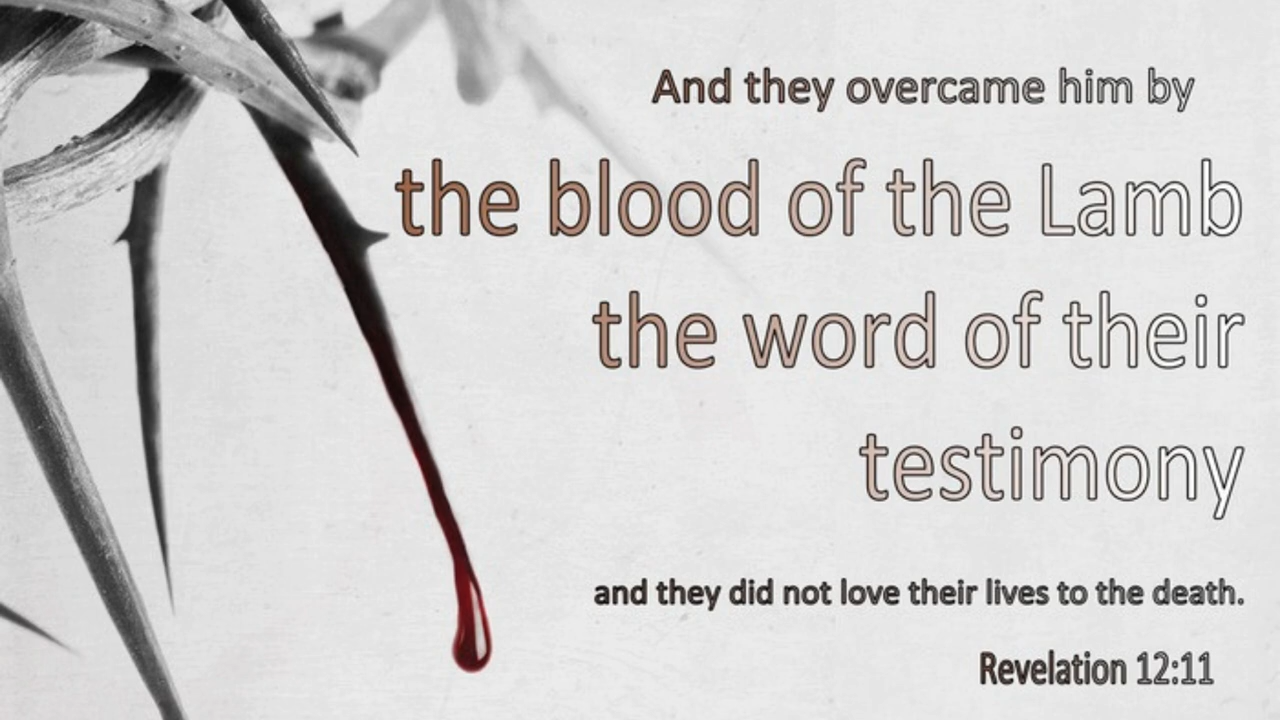 And they overcame him by
the blood of the Lamb
the word of their
testimony
and they did not love their lives to the death.
Revelation 12:11